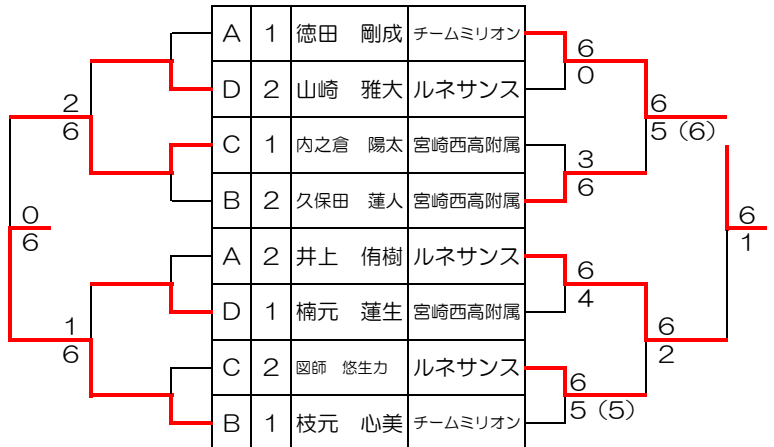 A 1 徳田 剛成 チームミリオン
6
0
D 2 山崎 雅大 ルネサンス
2
6
6
5 (6)
C 1 内之倉 陽太 宮崎西高附属
3
6
B 2 久保田 蓮人 宮崎西高附属
0
6
6
1
A 2 井上 侑樹 ルネサンス
6
4
D 1 楠元 蓮生 宮崎西高附属
1
6
6
2
C 2 図師 悠生力 ルネサンス
6
5 (5)
B 1 枝元 心美 チームミリオン